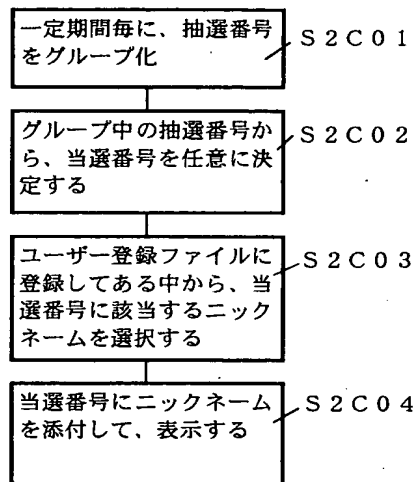 一定期間毎に、抽選番号
をグループ化
S2C01
グループ中の抽選番号か
ら、当選番号を任意に決
定する
S2C02
ユーザー登録ファイルに
登録してある中から、当
選番号に該当するニック
ネームを選択する
S2C03
当選番号にニックネーム
を添付して、表示する
S2C04